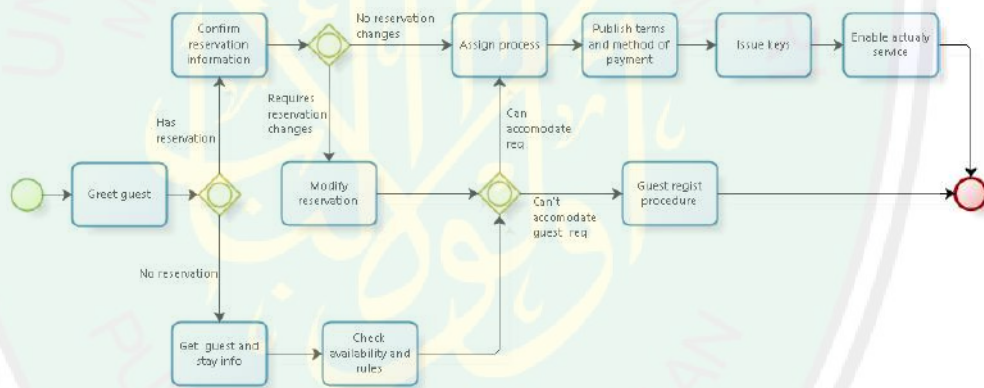 Confirm
reservation
information
No reservation
changes
Assign process
Publish terms
and method of
payment
Issue keys
Enable actualy
service
Has
reservation
Requires
reservation
changes
Can
accomodate
req
Greet guest
Modify
reservation
Can't
accomodate
guest req
Guest regist
procedure
No reservation
Get guest and
stay info
Check
availability and
rules